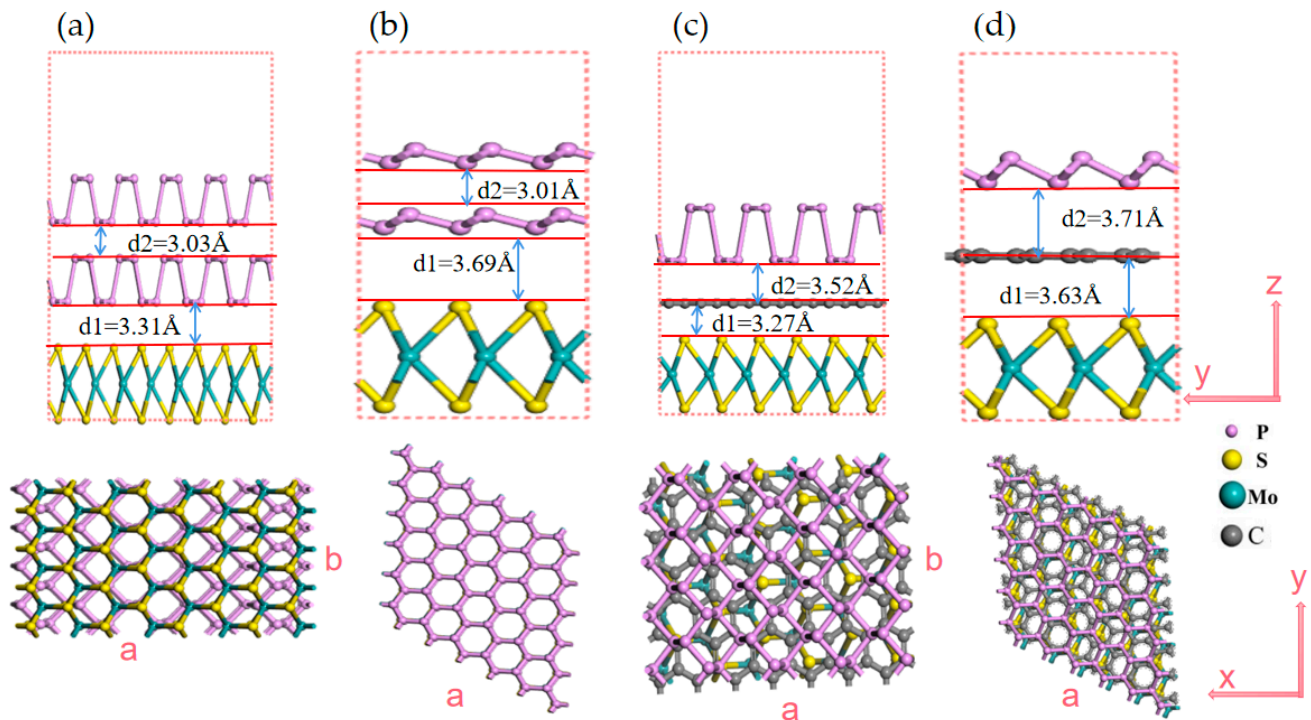 (a)
(b)
(c)
(d)
d2=3.03Å
d1=3.31Å
d2=3.01Å
d1=3.69Å
d2=3.52Å
d1=3.27Å
d2=3.71Å
d1=3.63Å
z
y
P
S
Mo
C
b
a
a
b
a
a
y
x